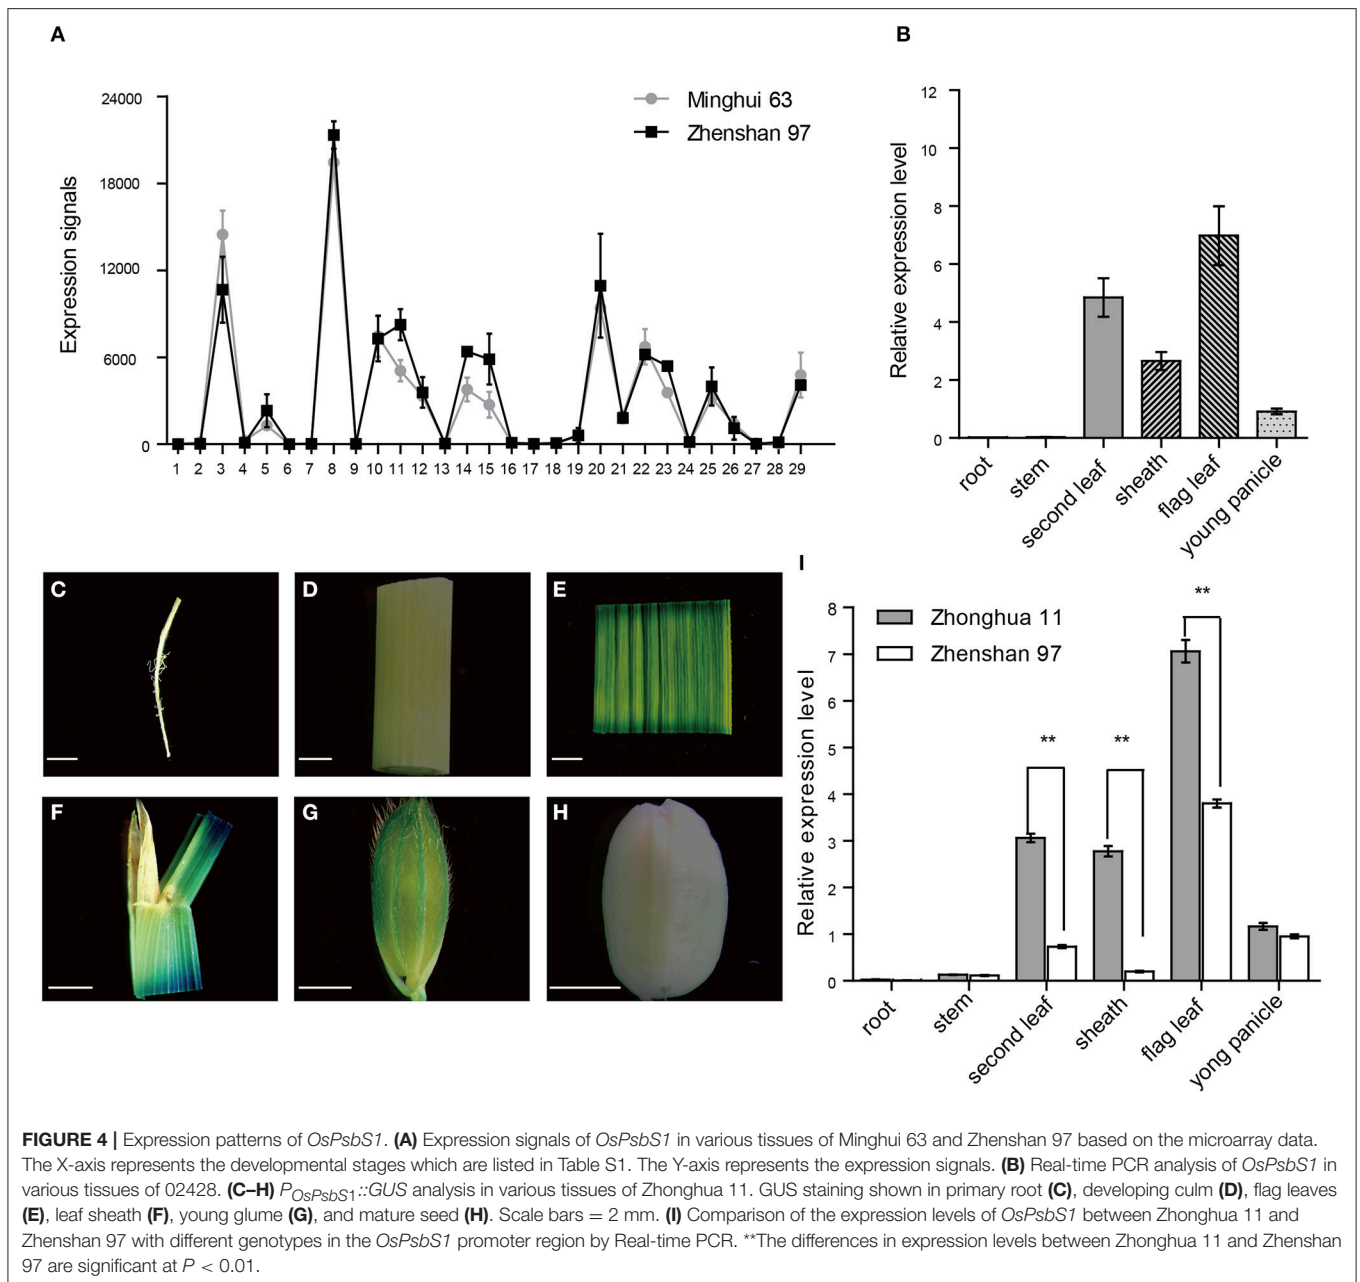 A
24000
18000
12000
6000
0
Expression signals
Minghui 63
Zhenshan 97
1 2 3 4 5 6 7 8 9 10 11 12 13 14 15 16 17 18 19 20 21 22 23 24 25 26 27 28 29
B
12
10
8
6
4
2
0
Relative expression level
root
stem
second leaf
sheath
flag leaf
young panicle
C
D
E
F
G
H
I
8
7
6
5
4
3
2
1
0
Relative expression level
Zhonghua 11
Zhenshan 97
**
**
**
root
stem
second leaf
sheath
flag leaf
yong panicle
FIGURE 4 | Expression patterns of OsPsbS1. (A) Expression signals of OsPsbS1 in various tissues of Minghui 63 and Zhenshan 97 based on the microarray data.
The X-axis represents the developmental stages which are listed in Table S1. The Y-axis represents the expression signals. (B) Real-time PCR analysis of OsPsbS1 in
various tissues of 02428. (C–H) POsPsbS1::GUS analysis in various tissues of Zhonghua 11. GUS staining shown in primary root (C), developing culm (D), flag leaves
(E), leaf sheath (F), young glume (G), and mature seed (H). Scale bars = 2 mm. (I) Comparison of the expression levels of OsPsbS1 between Zhonghua 11 and
Zhenshan 97 with different genotypes in the OsPsbS1 promoter region by Real-time PCR. **The differences in expression levels between Zhonghua 11 and Zhenshan
97 are significant at P < 0.01.